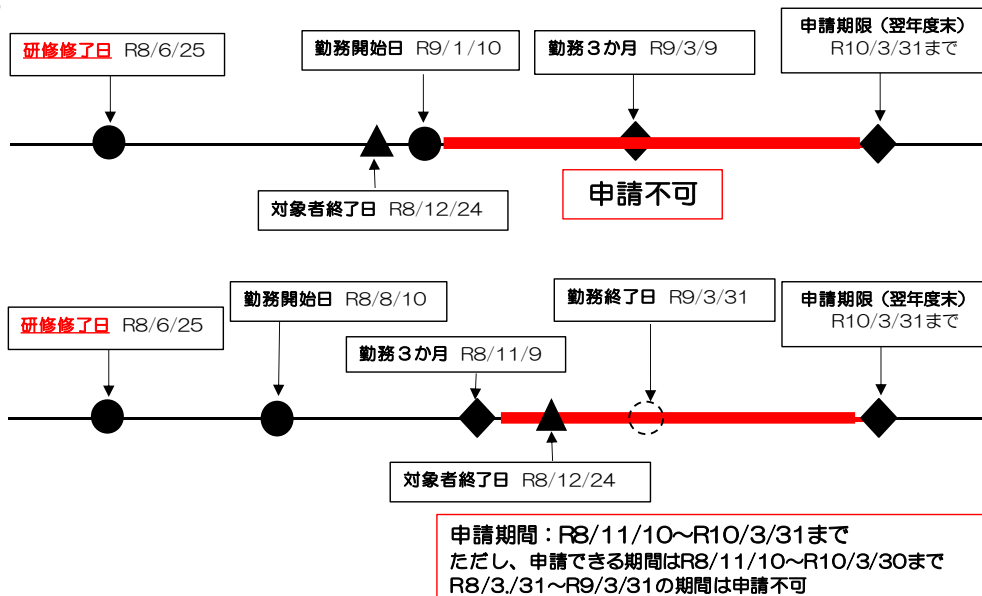 研修修了日 R8/6/25
勤務開始日 R9/1/10
勤務３か月 R9/3/9
申請期限（翌年度末）
R10/3/31まで
対象者終了日 R8/12/24
申請不可
研修修了日 R8/6/25
勤務開始日 R8/8/10
勤務３か月 R8/11/9
勤務終了日 R9/3/31
申請期限（翌年度末）
R10/3/31まで
対象者終了日 R8/12/24
申請期間：R8/11/10～R10/3/31まで
ただし、申請できる期間はR8/11/10～R10/3/30まで
R8/3./31～R9/3/31の期間は申請不可